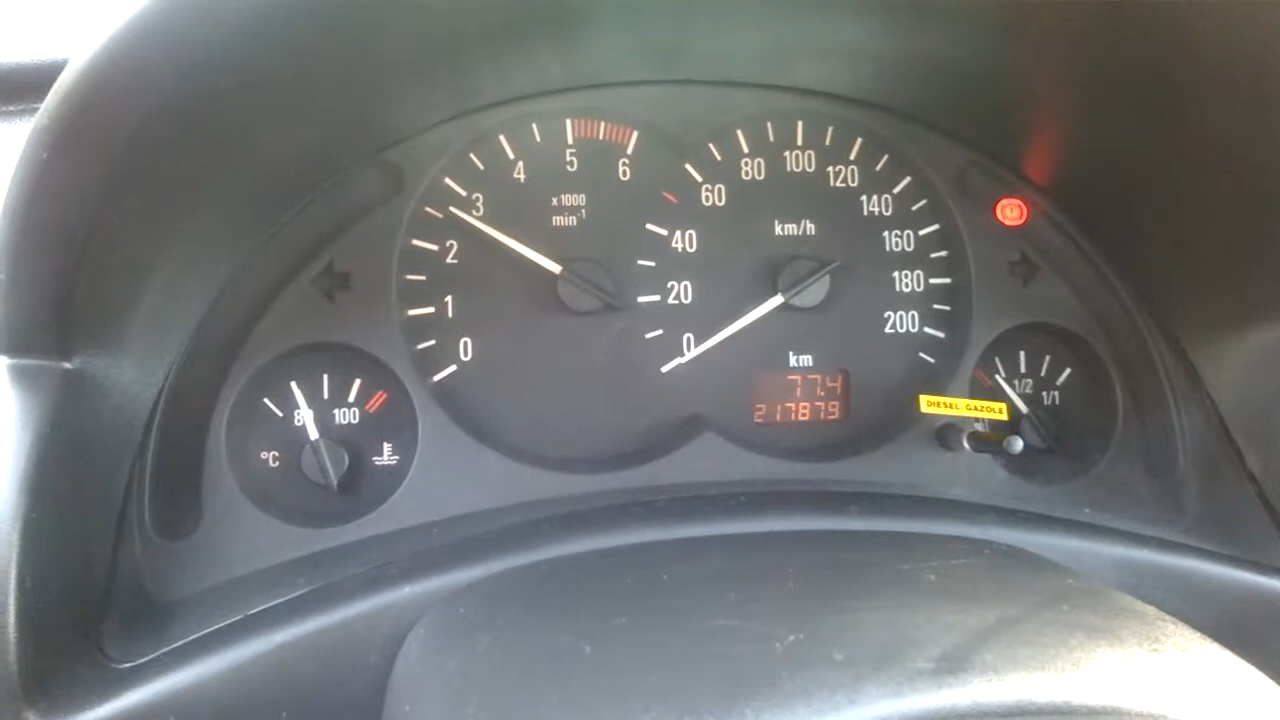 0 1 2 3 4 5 6
x1000
min-1
0 20 40 60 80 100 120 140 160 180 200
km/h
km
77.4
217879
80 100
°C
1/2 1/1
DIESEL/GAZOLE